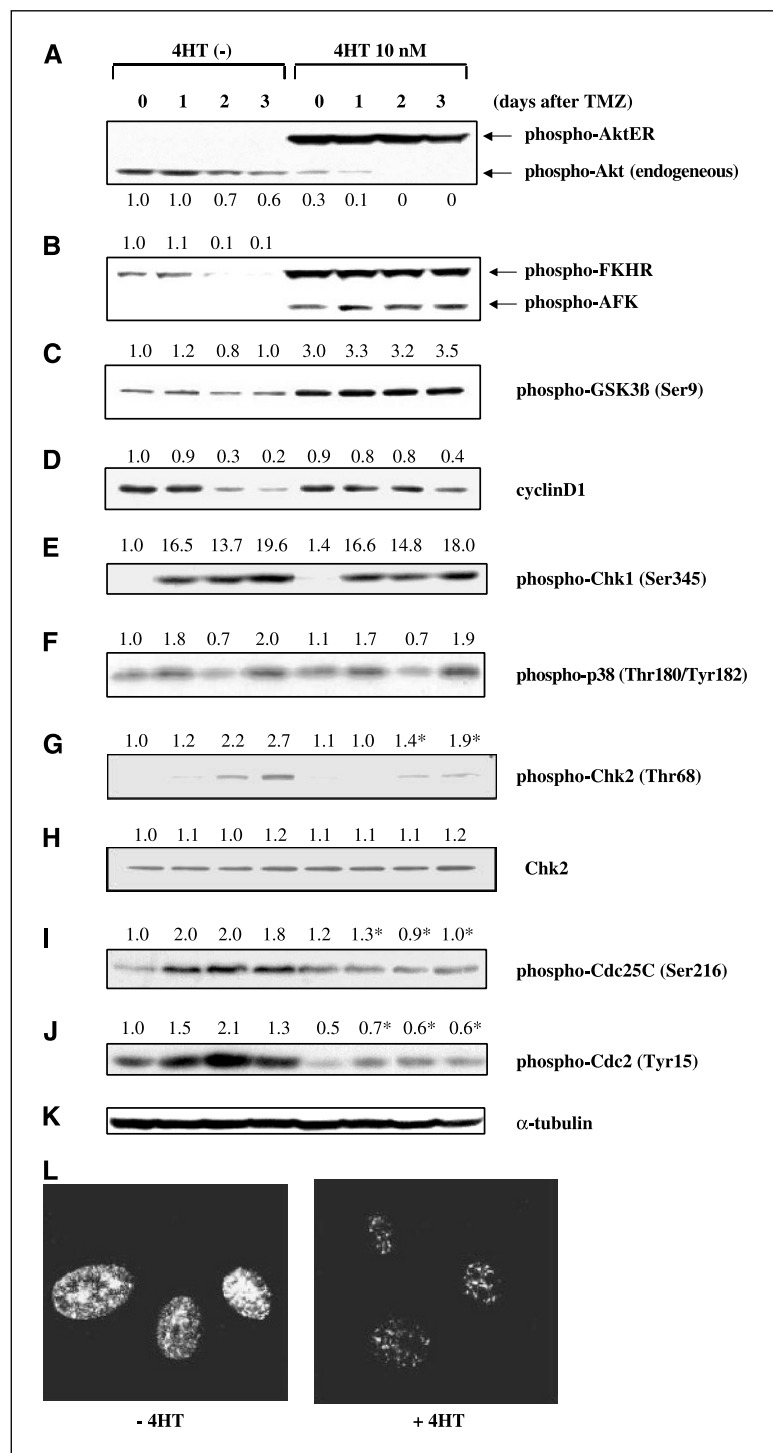 A
4HT (-) 4HT 10 nM
0 1 2 3 0 1 2 3 (days after TMZ)
phospho-AktER
phospho-Akt (endogeneous)
1.0 1.0 0.7 0.6 0.3 0.1 0 0
B
1.0 1.1 0.1 0.1
phospho-FKHR
phospho-AFK
C
1.0 1.2 0.8 1.0 3.0 3.3 3.2 3.5
phospho-GSK3ß (Ser9)
D
1.0 0.9 0.3 0.2 0.9 0.8 0.8 0.4
cyclinD1
E
1.0 16.5 13.7 19.6 1.4 16.6 14.8 18.0
phospho-Chk1 (Ser345)
F
1.0 1.8 0.7 2.0 1.1 1.7 0.7 1.9
phospho-p38 (Thr180/Tyr182)
G
1.0 1.2 2.2 2.7 1.1 1.0 1.4* 1.9*
phospho-Chk2 (Thr68)
H
1.0 1.1 1.0 1.2 1.1 1.1 1.1 1.2
Chk2
I
1.0 2.0 2.0 1.8 1.2 1.3* 0.9* 1.0*
phospho-Cdc25C (Ser216)
J
1.0 1.5 2.1 1.3 0.5 0.7* 0.6* 0.6*
phospho-Cdc2 (Tyr15)
K
α-tubulin
L
- 4HT + 4HT